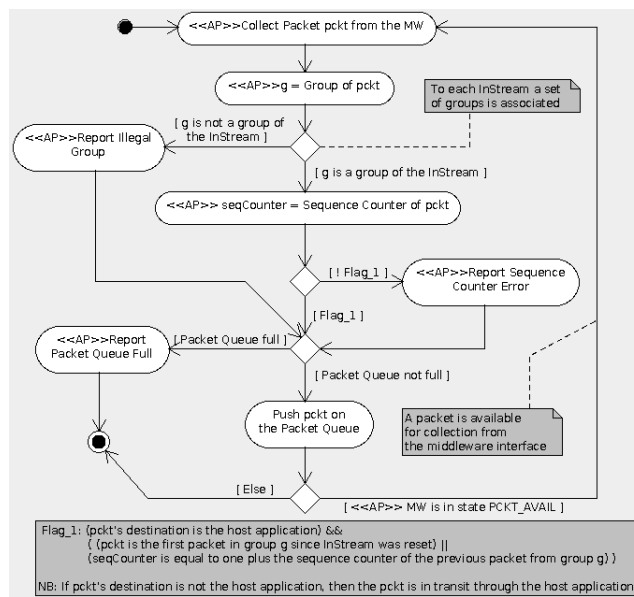 <<AP>>Collect Packet pckt from the MW
<<AP>>g = Group of pckt
To each InStream a set
of groups is associated
[ g is not a group of
the InStream ]
<<AP>>Report Illegal
Group
[ g is a group of the InStream ]
<<AP>> seqCounter = Sequence Counter of pckt
[ ! Flag_1 ]
<<AP>>Report Sequence
Counter Error
[ Flag_1 ]
<<AP>>Report
Packet Queue Full
[ Packet Queue full ]
[ Packet Queue not full ]
Push pckt on
the Packet Queue
A packet is available
for collection from
the middleware interface
[ Else ]
[ <<AP>> MW is in state PCKT_AVAIL ]
Flag_1: (pckt's destination is the host application) &&
( (pckt is the first packet in group g since InStream was reset) ||
(seqCounter is equal to one plus the sequence counter of the previous packet from group g) )
NB: If pckt's destination is not the host application, then the pckt is in transit through the host application